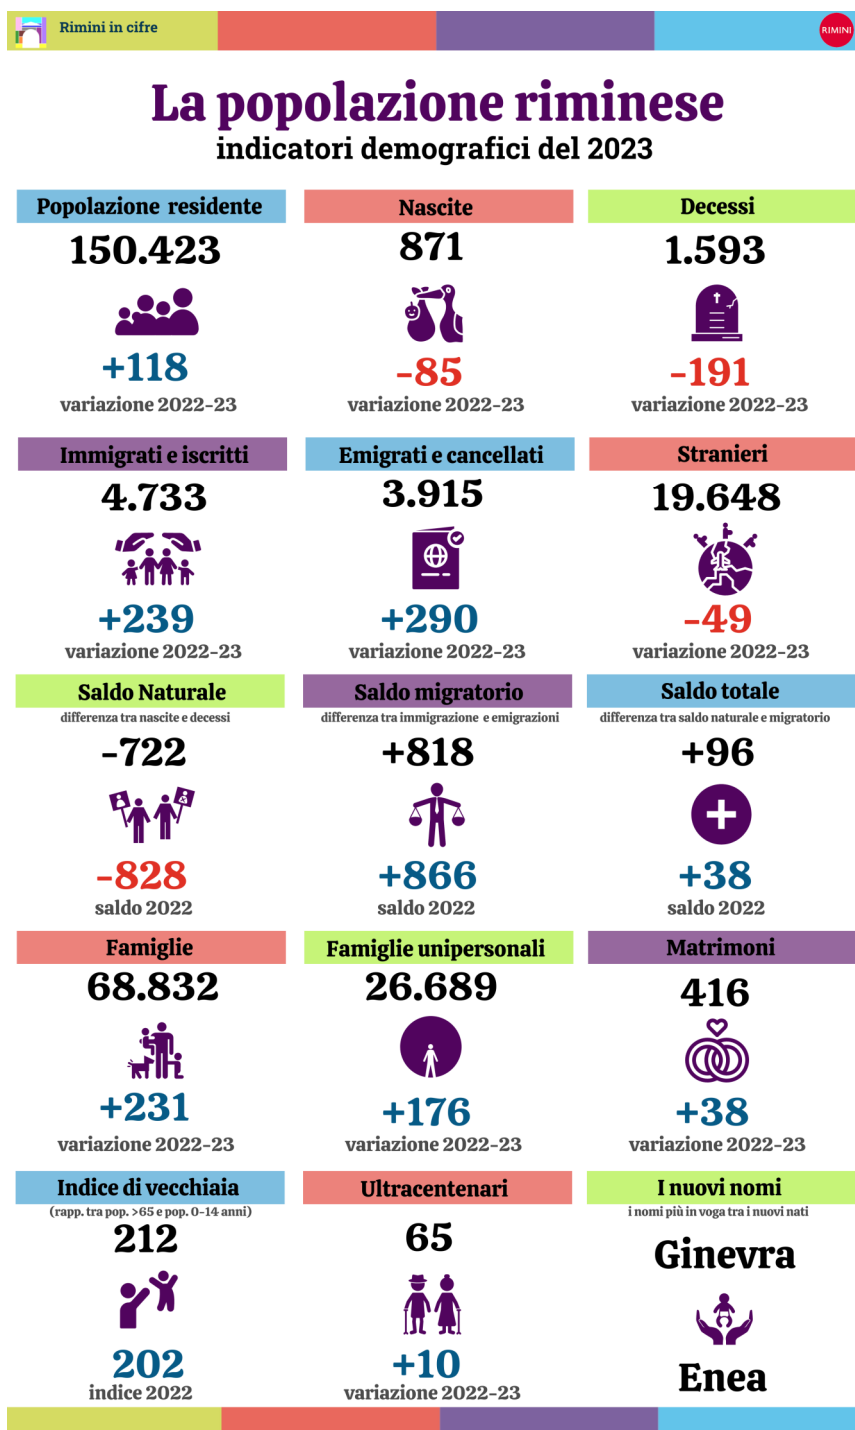 Rimini in cifre
RIMINI
La popolazione riminese
indicatori demografici del 2023
Popolazione residente
150.423
+118
variazione 2022-23
Nascite
871
-85
variazione 2022-23
Decessi
1.593
-191
variazione 2022-23
Immigrati e iscritti
4.733
+239
variazione 2022-23
Emigrati e cancellati
3.915
+290
variazione 2022-23
Stranieri
19.648
-49
variazione 2022-23
Saldo Naturale
differenza tra nascite e decessi
-722
-828
saldo 2022
Saldo migratorio
differenza tra immigrazione e emigrazioni
+818
+866
saldo 2022
Saldo totale
differenza tra saldo naturale e migratorio
+96
+38
saldo 2022
Famiglie
68.832
+231
variazione 2022-23
Famiglie unipersonali
26.689
+176
variazione 2022-23
Matrimoni
416
+38
variazione 2022-23
Indice di vecchiaia
(rapp. tra pop. >65 e pop. 0-14 anni)
212
202
indice 2022
Ultracentenari
65
+10
variazione 2022-23
I nuovi nomi
i nomi più in voga tra i nuovi nati
Ginevra
Enea